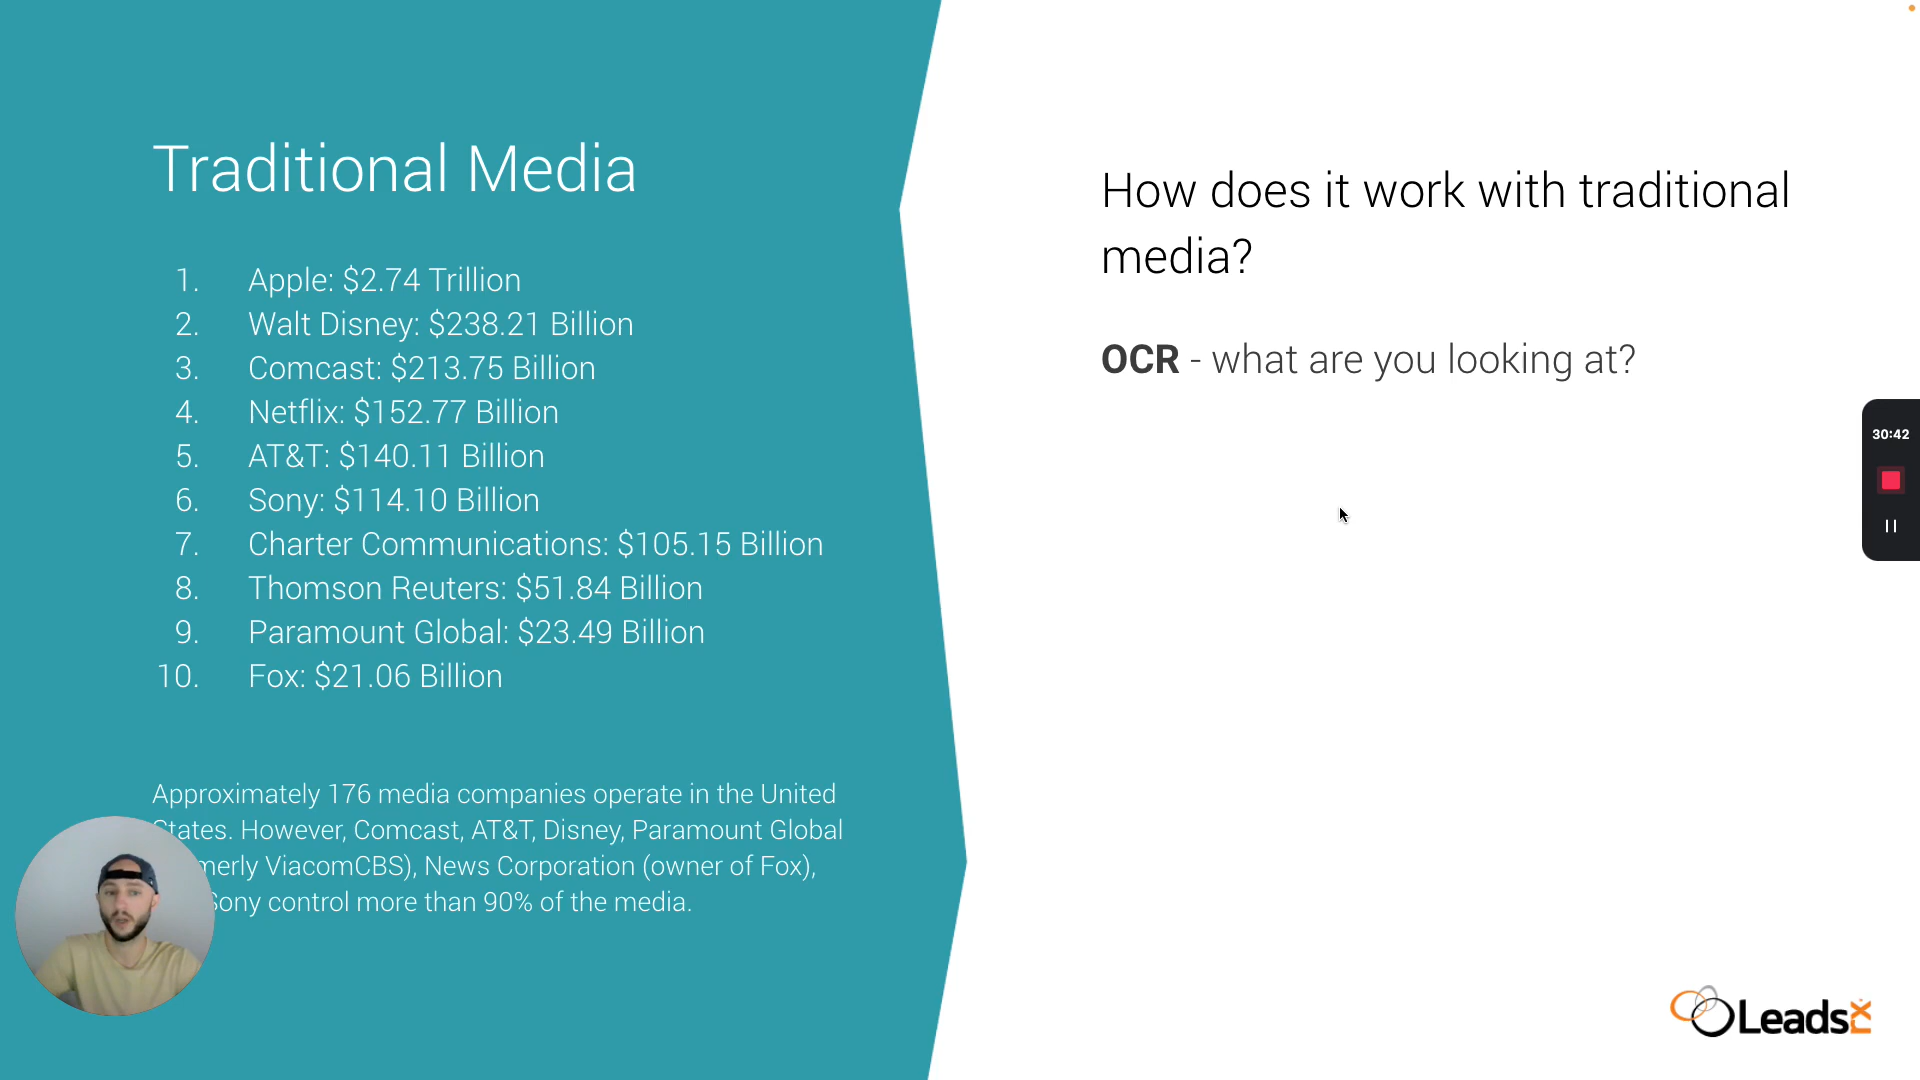 Traditional Media
1. Apple: $2.74 Trillion
2. Walt Disney: $238.21 Billion
3. Comcast: $213.75 Billion
4. Netflix: $152.77 Billion
5. AT&T: $140.11 Billion
6. Sony: $114.10 Billion
7. Charter Communications: $105.15 Billion
8. Thomson Reuters: $51.84 Billion
9. Paramount Global: $23.49 Billion
10. Fox: $21.06 Billion
Approximately 176 media companies operate in the United
States. However, Comcast, AT&T, Disney, Paramount Global
ViacomCBS), News Corporation (owner of Fox),
Sony control more than 90% of the media.
How does it work with traditional
media?
OCR - what are you looking at?
30:42
LeadsRx